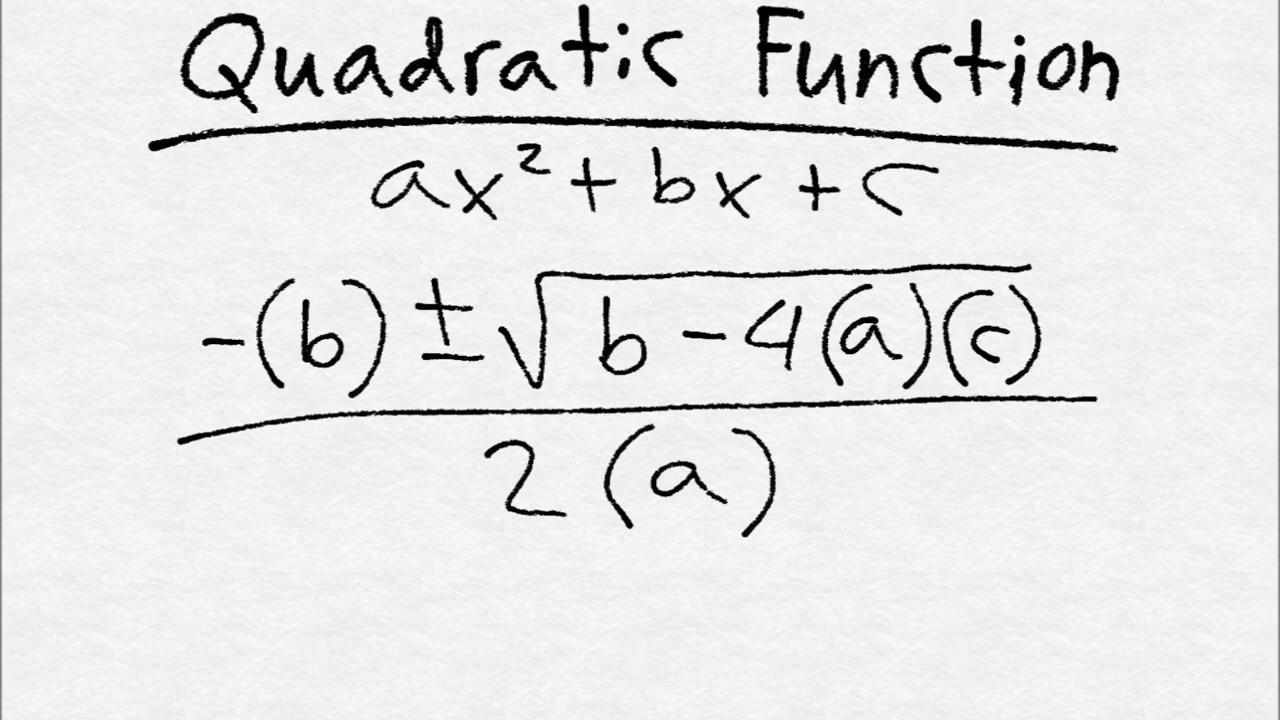 Quadratic Function
ax² + bx + c
-(b) ± √b - 4(a)(c)
2(a)